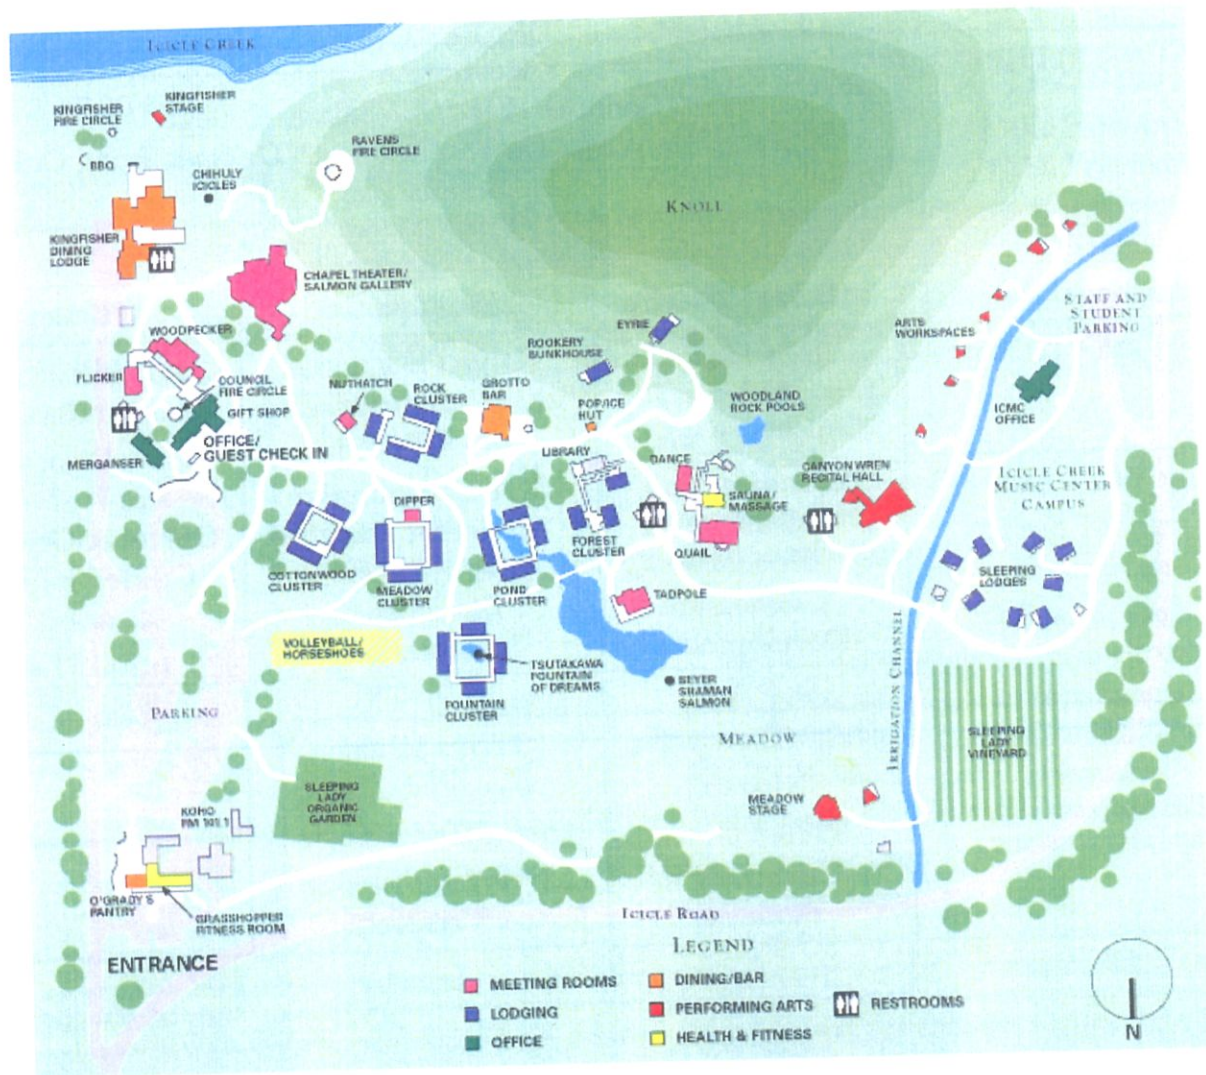 ICICLE CREEK
KINGFISHER
FIRE CIRCLE
KINGFISHER
STAGE
BBQ
CHIHULY
ICICLES
RAVENS
FIRE CIRCLE
KNOLL
KINGFISHER
DINING
LODGE
CHAPEL THEATER/
SALMON GALLERY
STAFF AND
STUDENT
PARKING
ARTS
WORKSPACES
WOODPECKER
EYRIE
ROOKERY
BUNKHOUSE
FLICKER
COUNCIL
FIRE CIRCLE
NUTHATCH
ROCK
CLUSTER
GROTTO
BAR
POP/ICE
HUT
WOODLAND
ROCK POOLS
ICMC
OFFICE
GIFT SHOP
OFFICE/
GUEST CHECK IN
MERGANSER
LIBRARY
DANCE
CANYON WREN
RECITAL HALL
ICICLE CREEK
MUSIC CENTER
CAMPUS
DIPPER
SAUNA/
MASSAGE
FOREST
CLUSTER
QUAIL
COTTONWOOD
CLUSTER
MEADOW
CLUSTER
POND
CLUSTER
TADPOLE
SLEEPING
LODGES
VOLLEYBALL/
HORSESHOES
TSUTAKAWA
FOUNTAIN
OF DREAMS
BEYER
SHAMAN
SALMON
FOUNTAIN
CLUSTER
IRRIGATION CHANNEL
PARKING
MEADOW
SLEEPING
LADY
VINEYARD
SLEEPING
LADY
ORGANIC
GARDEN
MEADOW
STAGE
KOHO
FM 101.1
O'GRADY'S
PANTRY
GRASSHOPPER
FITNESS ROOM
ICICLE ROAD
ENTRANCE
LEGEND
MEETING ROOMS
LODGING
OFFICE
DINING/BAR
PERFORMING ARTS
HEALTH & FITNESS
RESTROOMS
N